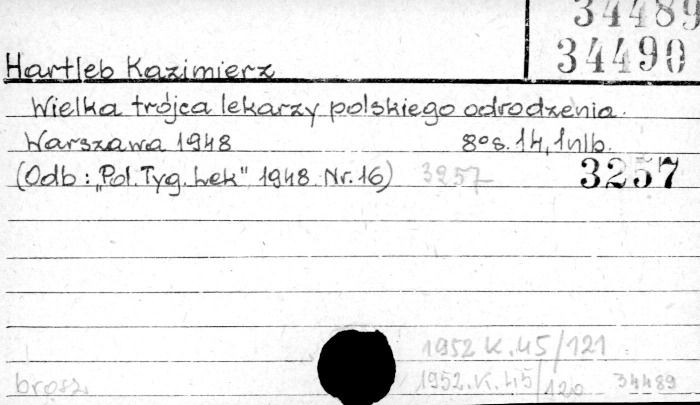 34489
34490
Hartleb Kazimierz
Wielka trójca lekarzy polskiego odrodzenia.
Warszawa 1948 8o s. 14, 1 nlb.
(Odb: „Pol. Tyg. Lek" 1948 Nr. 16) 3257 3257
1952 K. 45/121
brosz. 1952. K. 45/120 34489